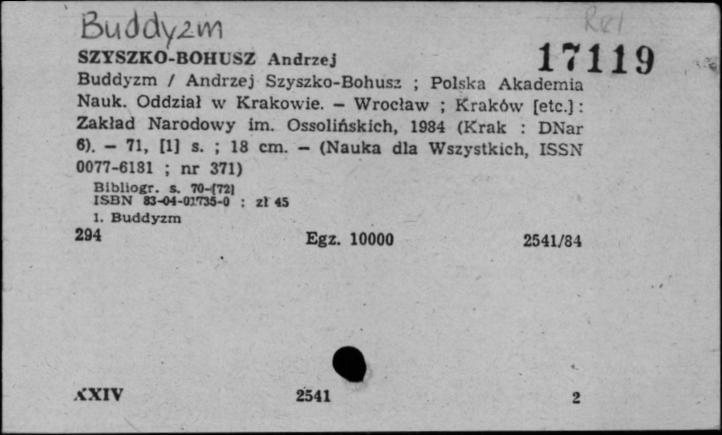 Buddyzm
Rel
SZYSZKO-BOHUSZ Andrzej
17119
Buddyzm / Andrzej Szyszko-Bohusz ; Polska Akademia
Nauk. Oddział w Krakowie. — Wrocław ; Kraków [etc.] :
Zakład Narodowy im. Ossolińskich, 1984 (Krak : DNar
6). — 71, [1] s. ; 18 cm. — (Nauka dla Wszystkich, ISSN
0077-6181 ; nr 371)
Bibliogr. s. 70-[72]
ISBN 83-04-01735-0 : zł 45
1. Buddyzm
294 Egz. 10000 2541/84
XXIV 2541 2